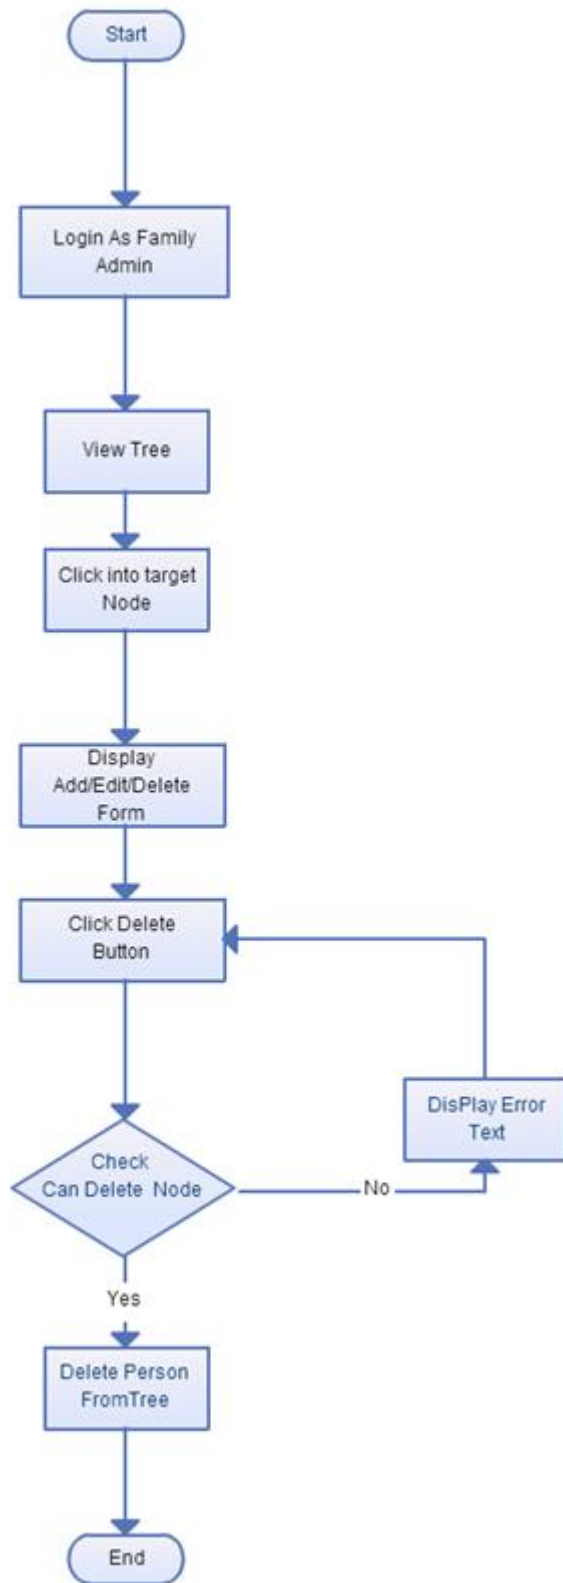 Start
Login As Family
Admin
View Tree
Click into target
Node
Display
Add/Edit/Delete
Form
Click Delete
Button
DisPlay Error
Text
Check
Can Delete  Node
No
Yes
Delete Person
FromTree
End